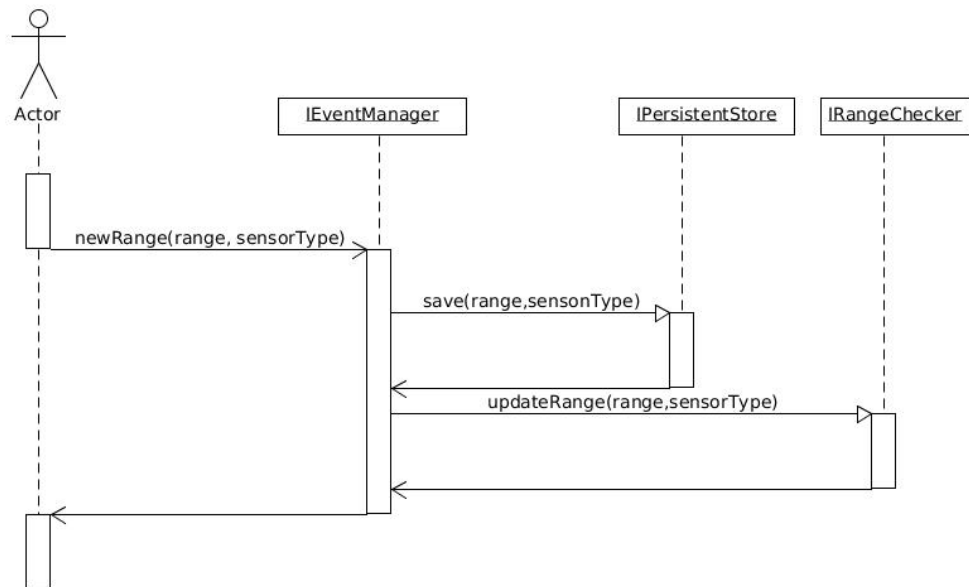 Actor
IEventManager
IPersistentStore
IRangeChecker
newRange(range, sensorType)
save(range,sensonType)
updateRange(range,sensorType)